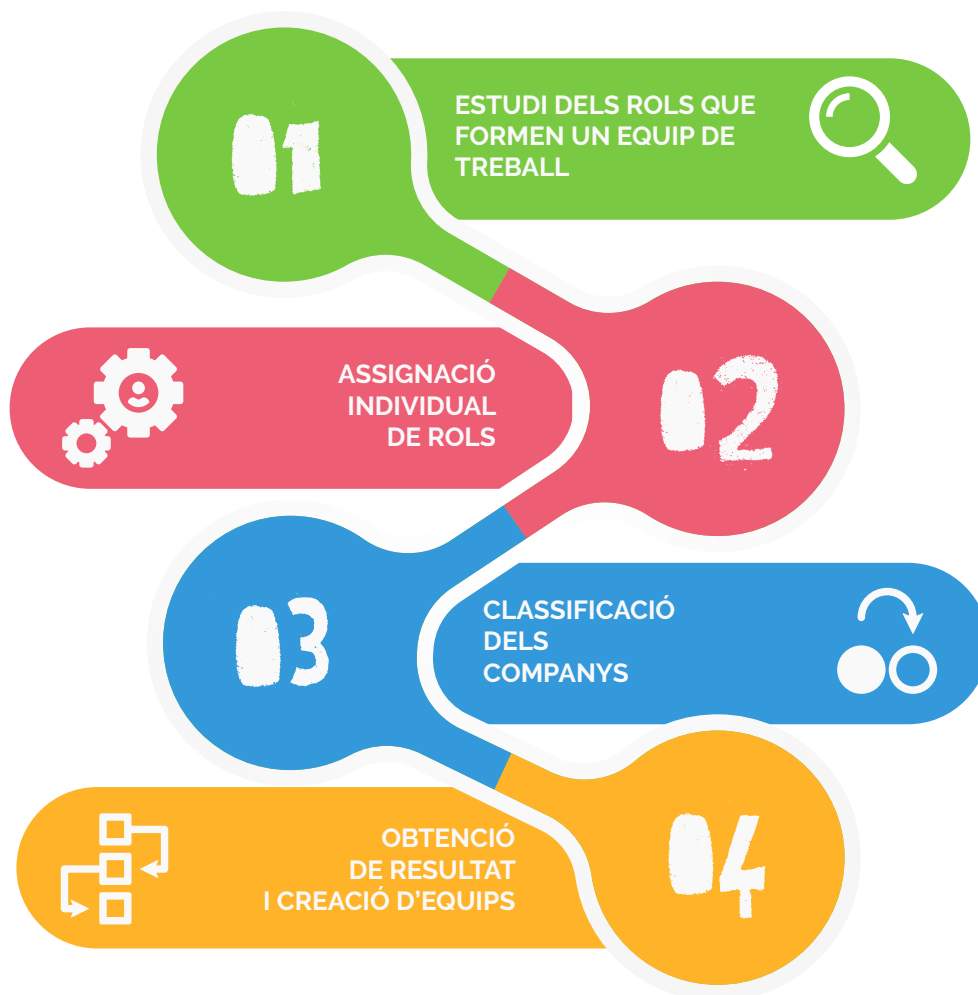 01
ESTUDI DELS ROLS QUE
FORMEN UN EQUIP DE
TREBALL
ASSIGNACIÓ
INDIVIDUAL
DE ROLS
02
03
CLASSIFICACIÓ
DELS
COMPANYS
OBTENCIÓ
DE RESULTAT
I CREACIÓ D'EQUIPS
04